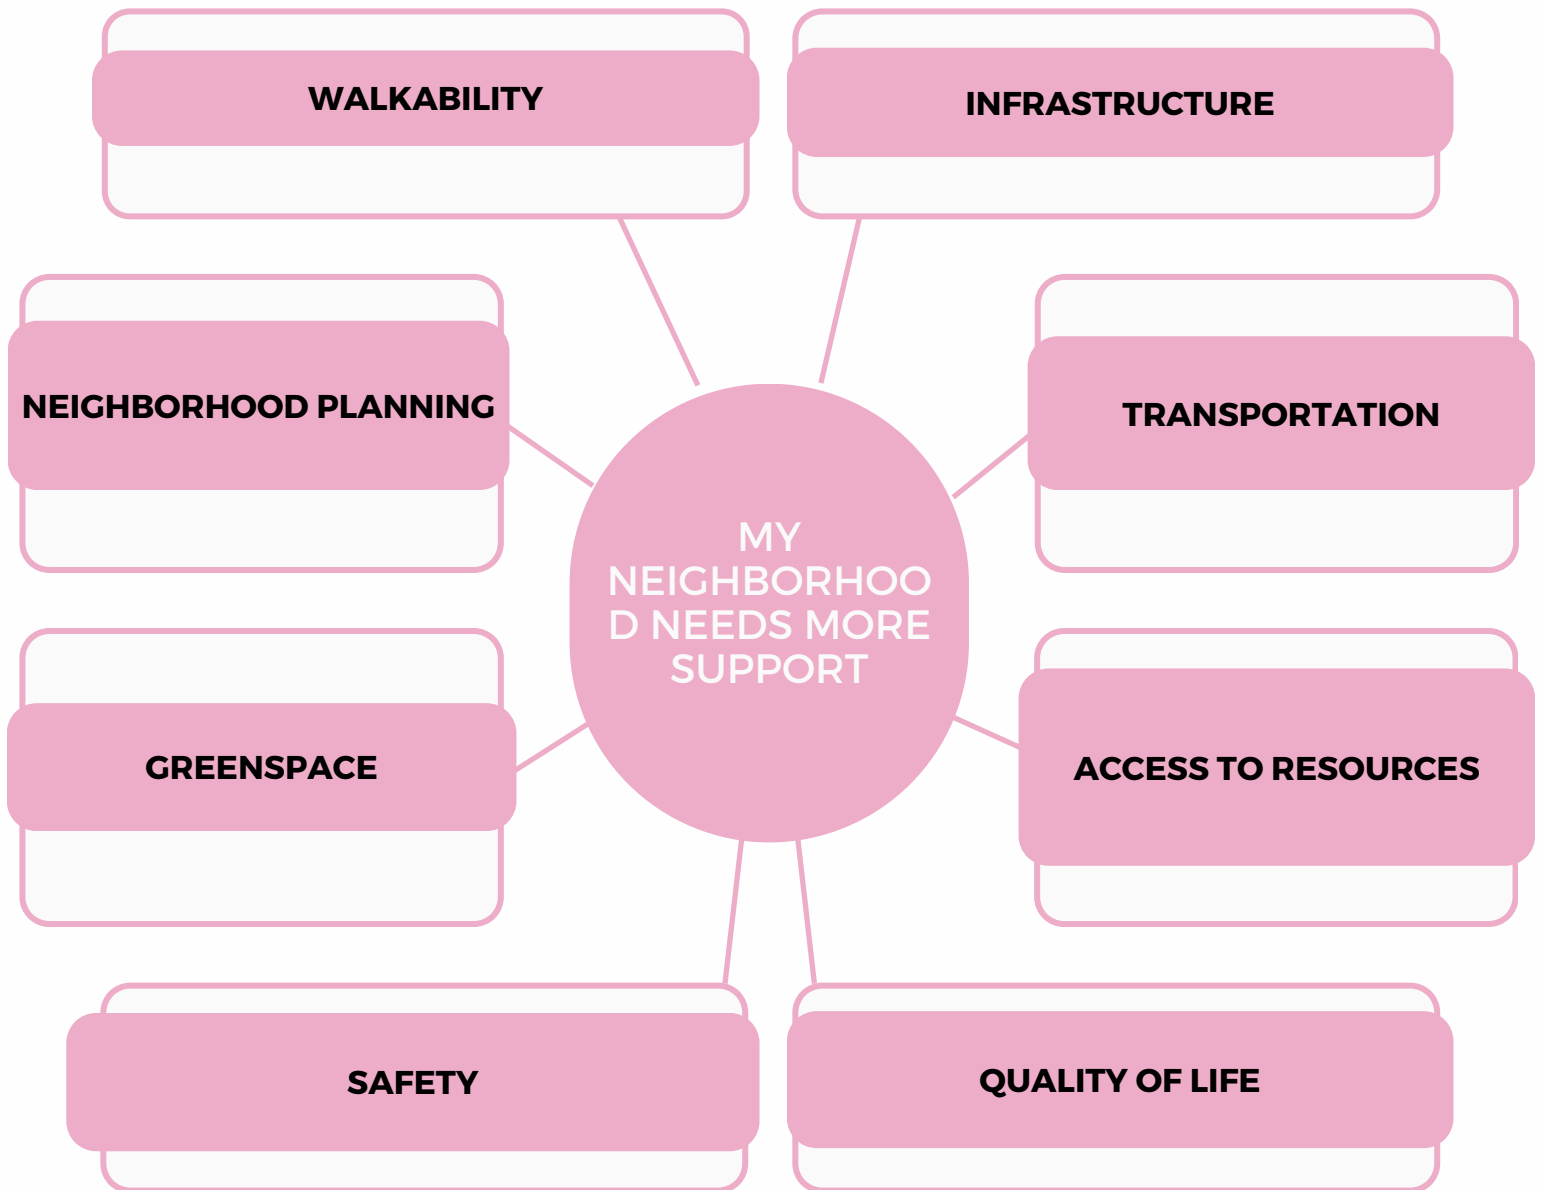 WALKABILITY
INFRASTRUCTURE
NEIGHBORHOOD PLANNING
TRANSPORTATION
MY
NEIGHBORHOO
D NEEDS MORE
SUPPORT
GREENSPACE
ACCESS TO RESOURCES
SAFETY
QUALITY OF LIFE